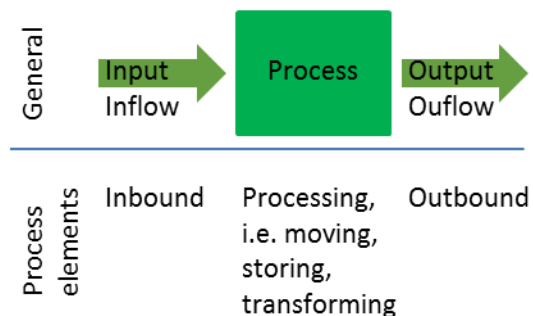 General
Input
Inflow
Process
Output
Ouflow
Process
elements
Inbound
Processing,
i.e. moving,
storing,
transforming
Outbound